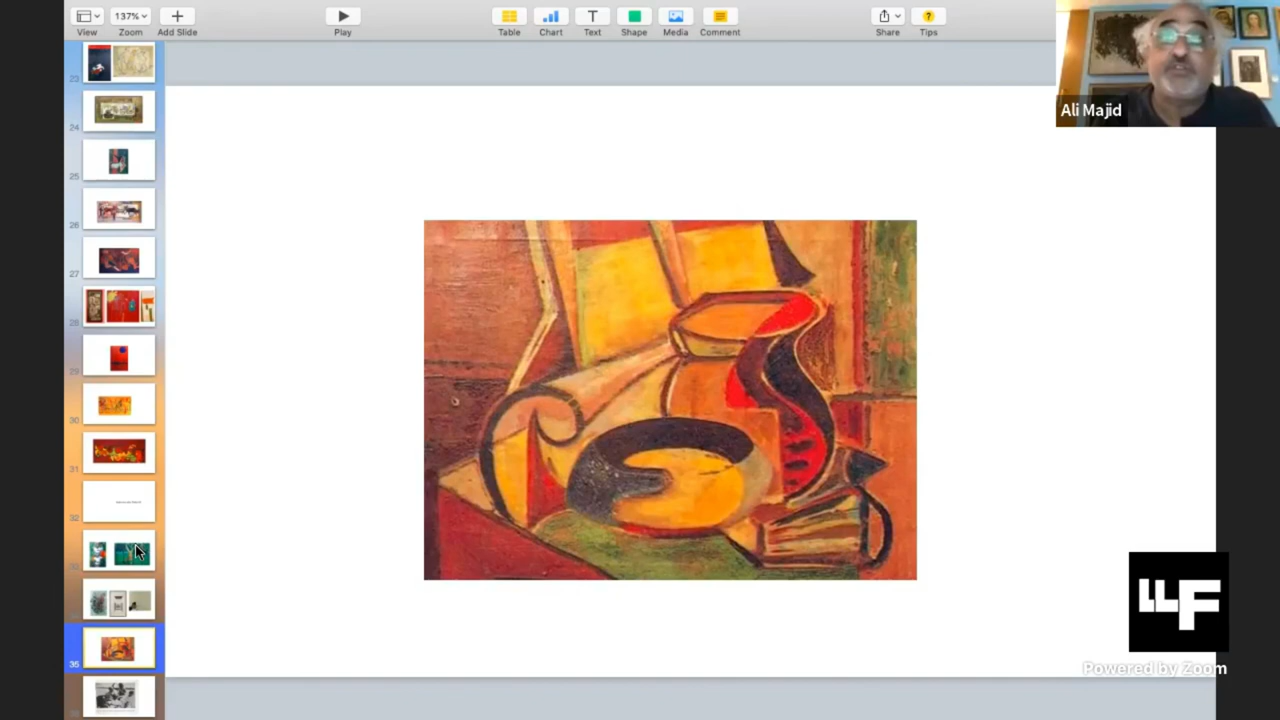 137%
View
Zoom
Add Slide
Play
Table
Chart
Text
Shape
Media
Comment
Share
Tips
Ali Majid
23
24
25
26
27
28
29
30
31
32
35
LLF
Powered by Zoom